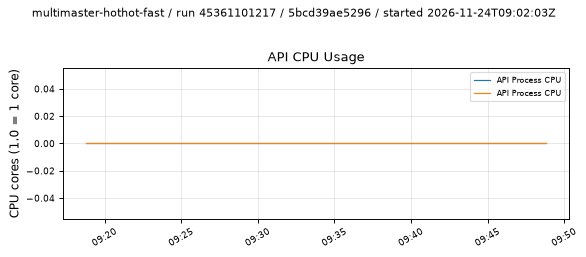 multimaster-hothot-fast / run 45361101217 / 5bcd39ae5296 / started 2026-11-24T09:02:03Z
API CPU Usage
CPU cores (1.0 = 1 core)
0.04
0.02
0.00
−0.02
−0.04
API Process CPU
API Process CPU
09:20
09:25
09:30
09:35
09:40
09:45
09:50